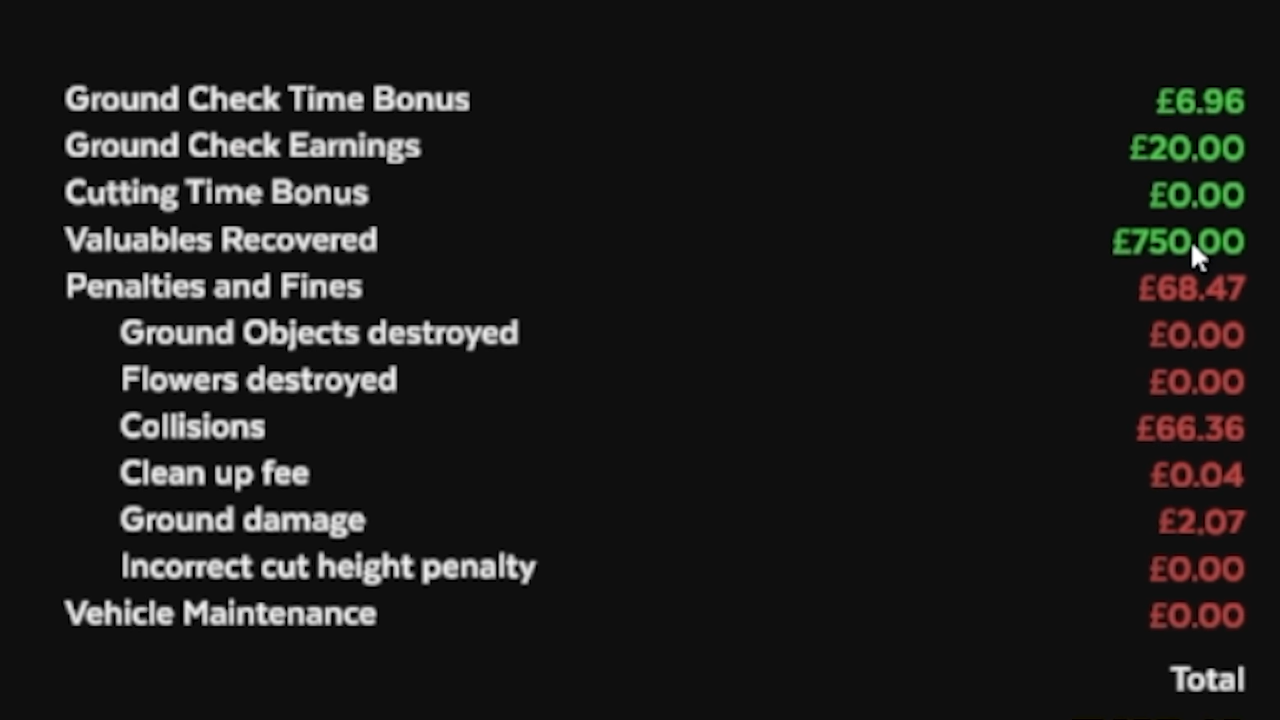 Ground Check Time Bonus £6.96
Ground Check Earnings £20.00
Cutting Time Bonus £0.00
Valuables Recovered £750.00
Penalties and Fines £68.47
Ground Objects destroyed £0.00
Flowers destroyed £0.00
Collisions £66.36
Clean up fee £0.04
Ground damage £2.07
Incorrect cut height penalty £0.00
Vehicle Maintenance £0.00
Total